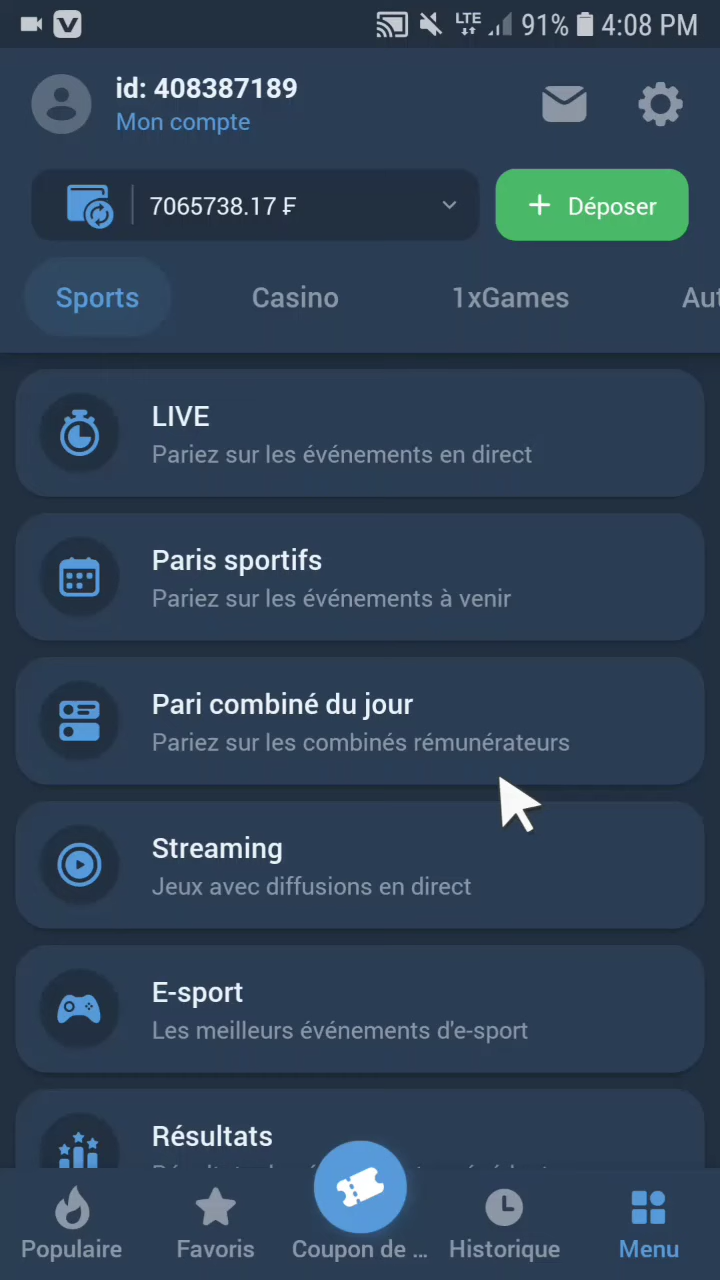 LTE 91% 4:08 PM
id: 408387189
Mon compte
7065738.17 ₣
+ Déposer
Sports Casino 1xGames Aut
LIVE
Pariez sur les événements en direct
Paris sportifs
Pariez sur les événements à venir
Pari combiné du jour
Pariez sur les combinés rémunérateurs
Streaming
Jeux avec diffusions en direct
E-sport
Les meilleurs événements d'e-sport
Résultats
Populaire Favoris Coupon de ... Historique Menu